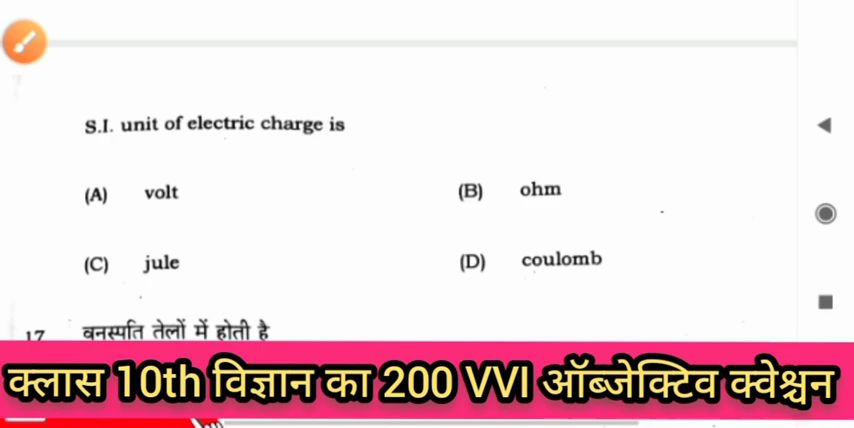 S.I. unit of electric charge is
(A) volt (B) ohm
(C) jule (D) coulomb
17 वनस्पति तेलों में होती है
क्लास 10th विज्ञान का 200 VVI ऑब्जेक्टिव क्वेश्चन